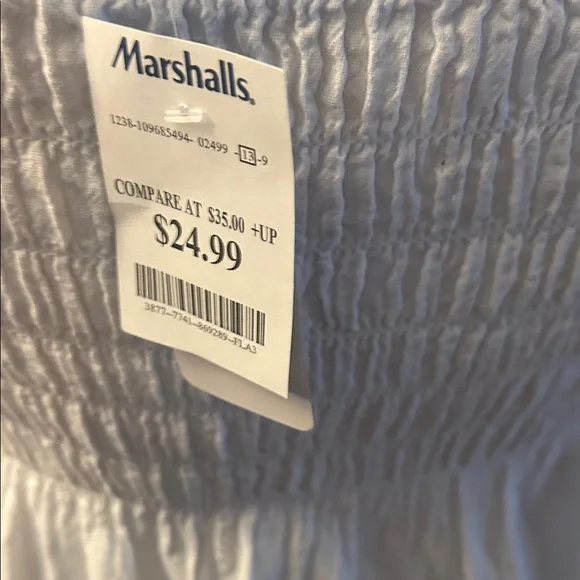 Marshalls.
1238-109685494- 02499 -13-9
COMPARE AT $35.00 +UP
$24.99
3877-7741-869289-FLA3